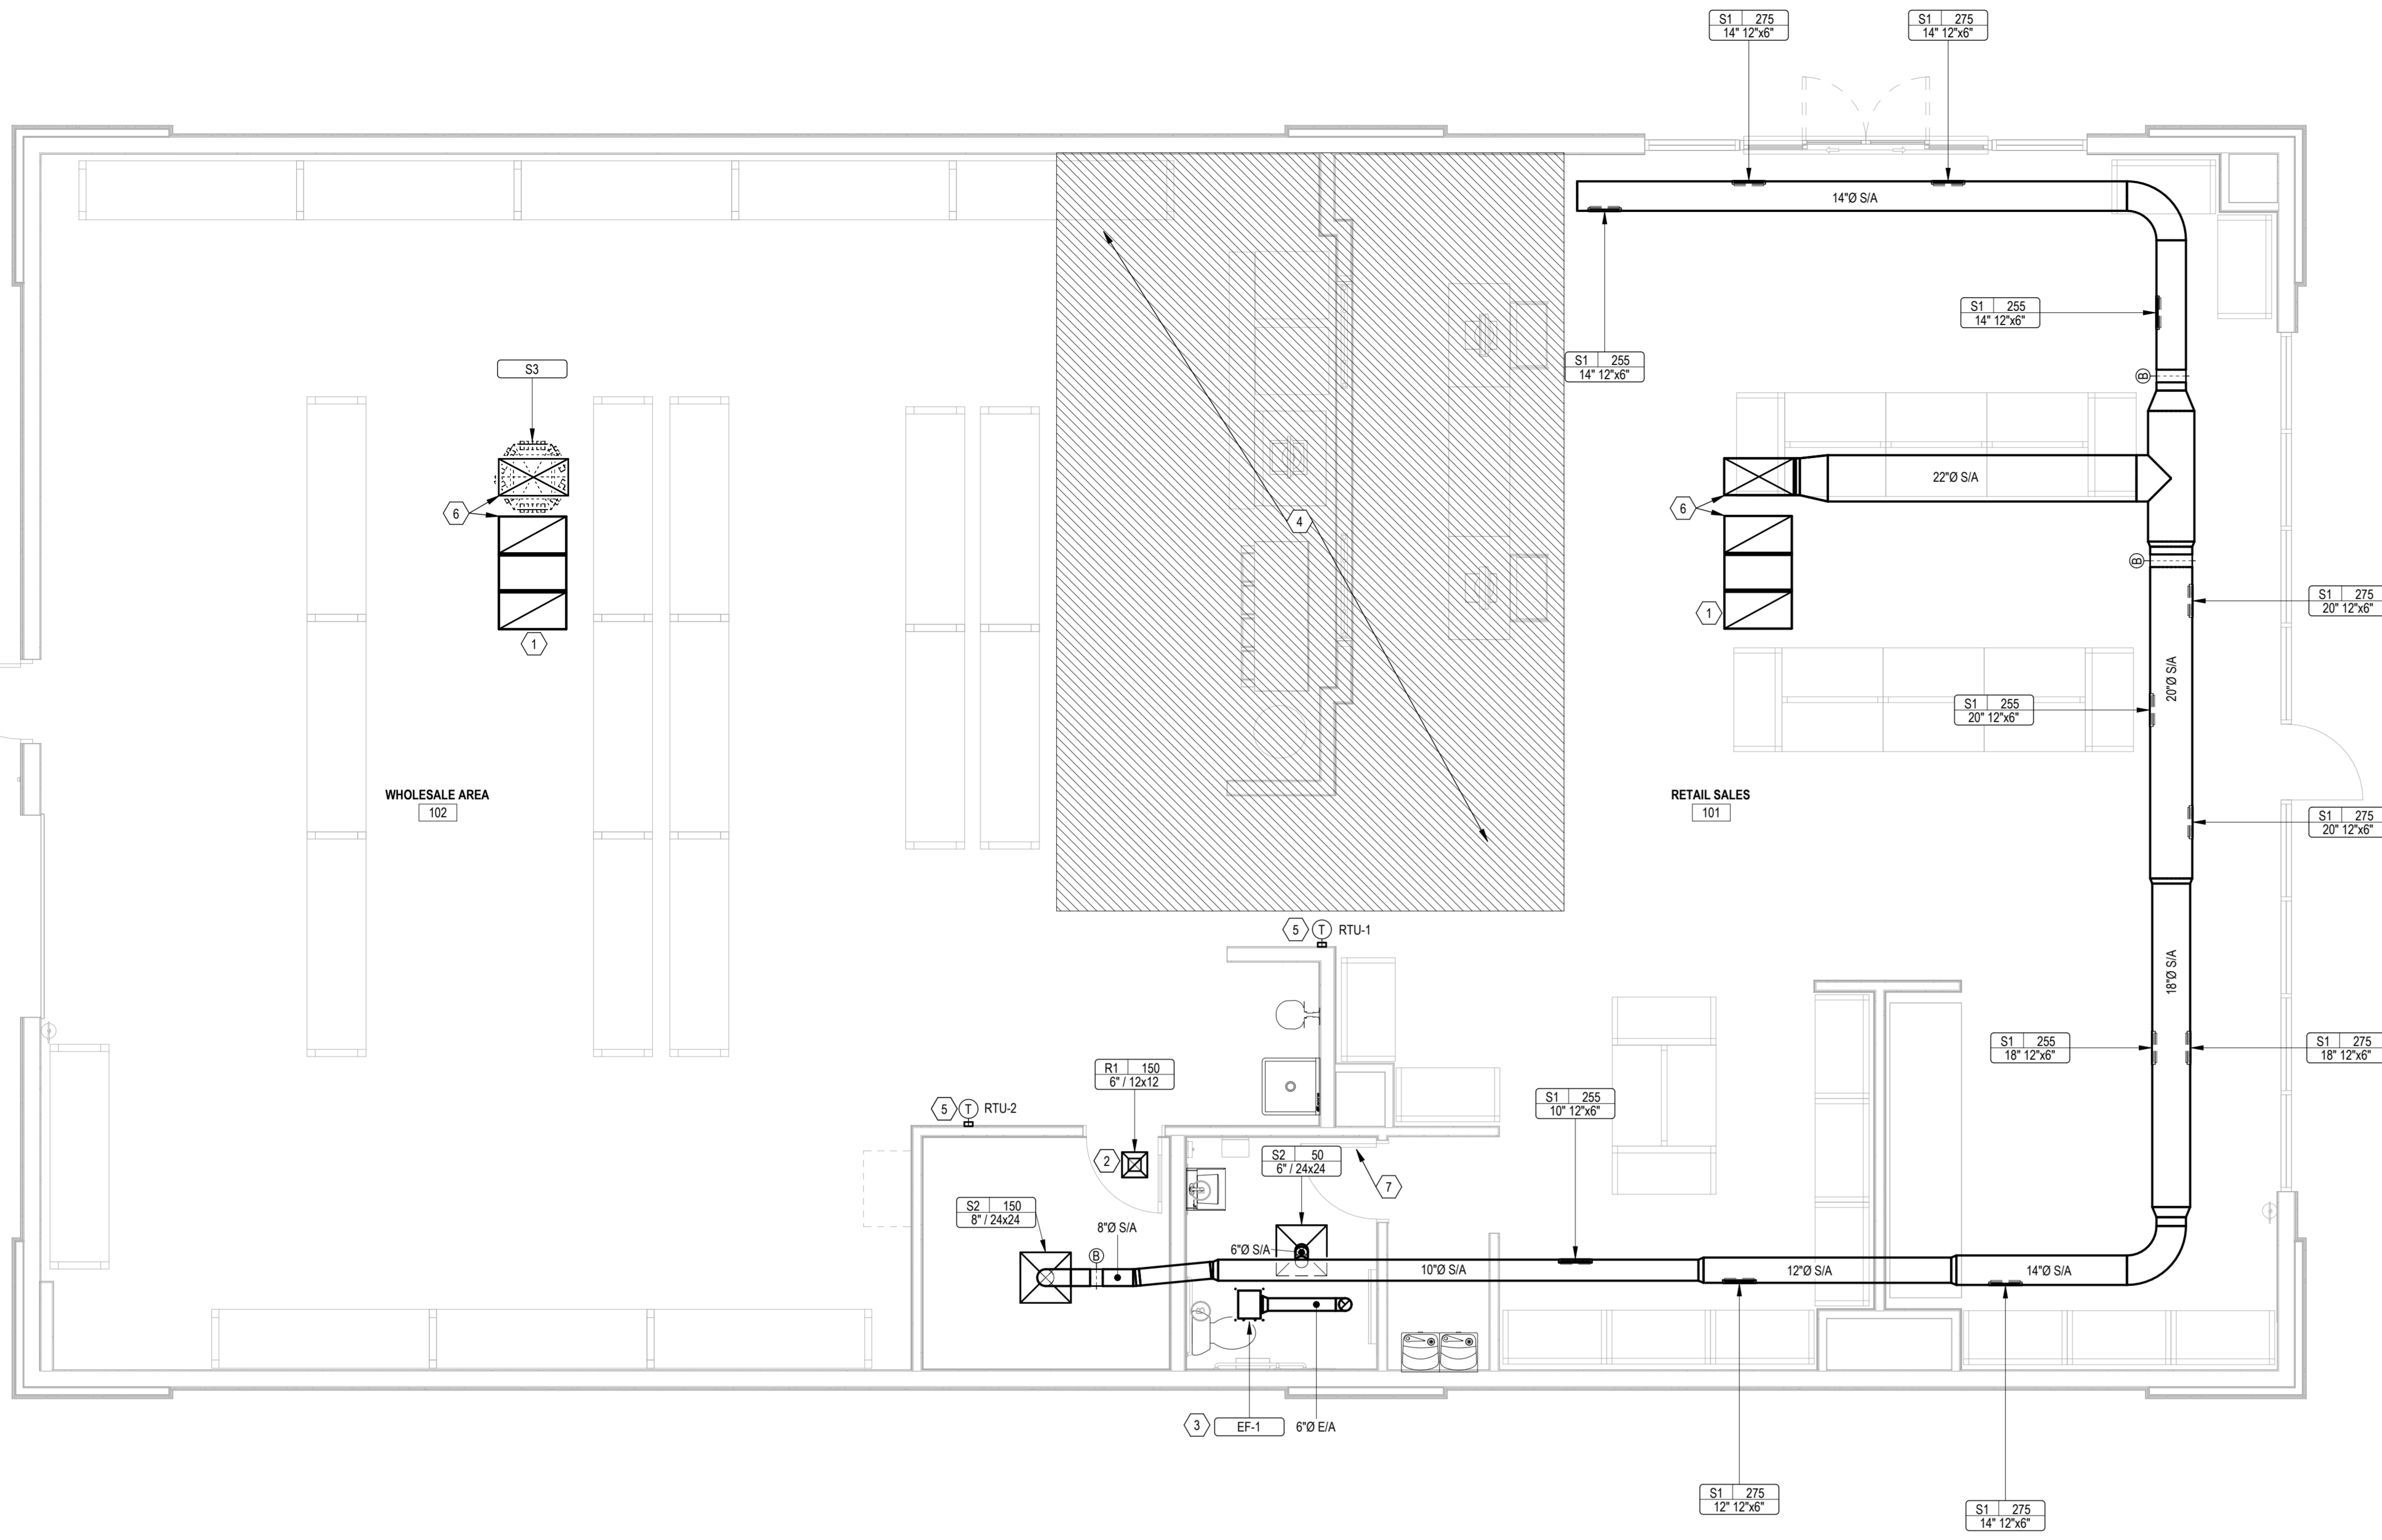 S1 275
14" 12"x6"
S1 275
14" 12"x6"
14"Ø S/A
S1 255
14" 12"x6"
S1 255
14" 12"x6"
S3
B
6
22"Ø S/A
6
4
B
1
1
S1 275
20" 12"x6"
20"Ø S/A
S1 255
20" 12"x6"
WHOLESALE AREA
102
RETAIL SALES
101
S1 275
20" 12"x6"
5 T RTU-1
18"Ø S/A
S1 255
18" 12"x6"
S1 275
18" 12"x6"
R1 150
6" / 12x12
5 T RTU-2
S1 255
10" 12"x6"
2
S2 50
6" / 24x24
7
S2 150
8" / 24x24
8"Ø S/A
B
6"Ø S/A
10"Ø S/A
12"Ø S/A
14"Ø S/A
3
EF-1
6"Ø E/A
S1 275
12" 12"x6"
S1 275
14" 12"x6"